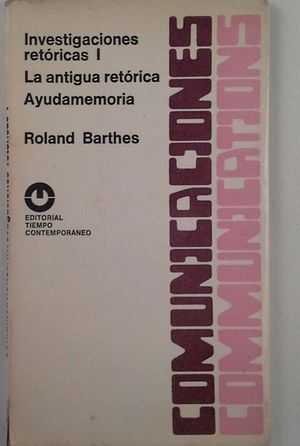 Investigaciones
retóricas I
La antigua retórica
Ayudamemoria
Roland Barthes
EDITORIAL
TIEMPO
CONTEMPORANEO
COMUNICACIONES
COMMUNICATIONS